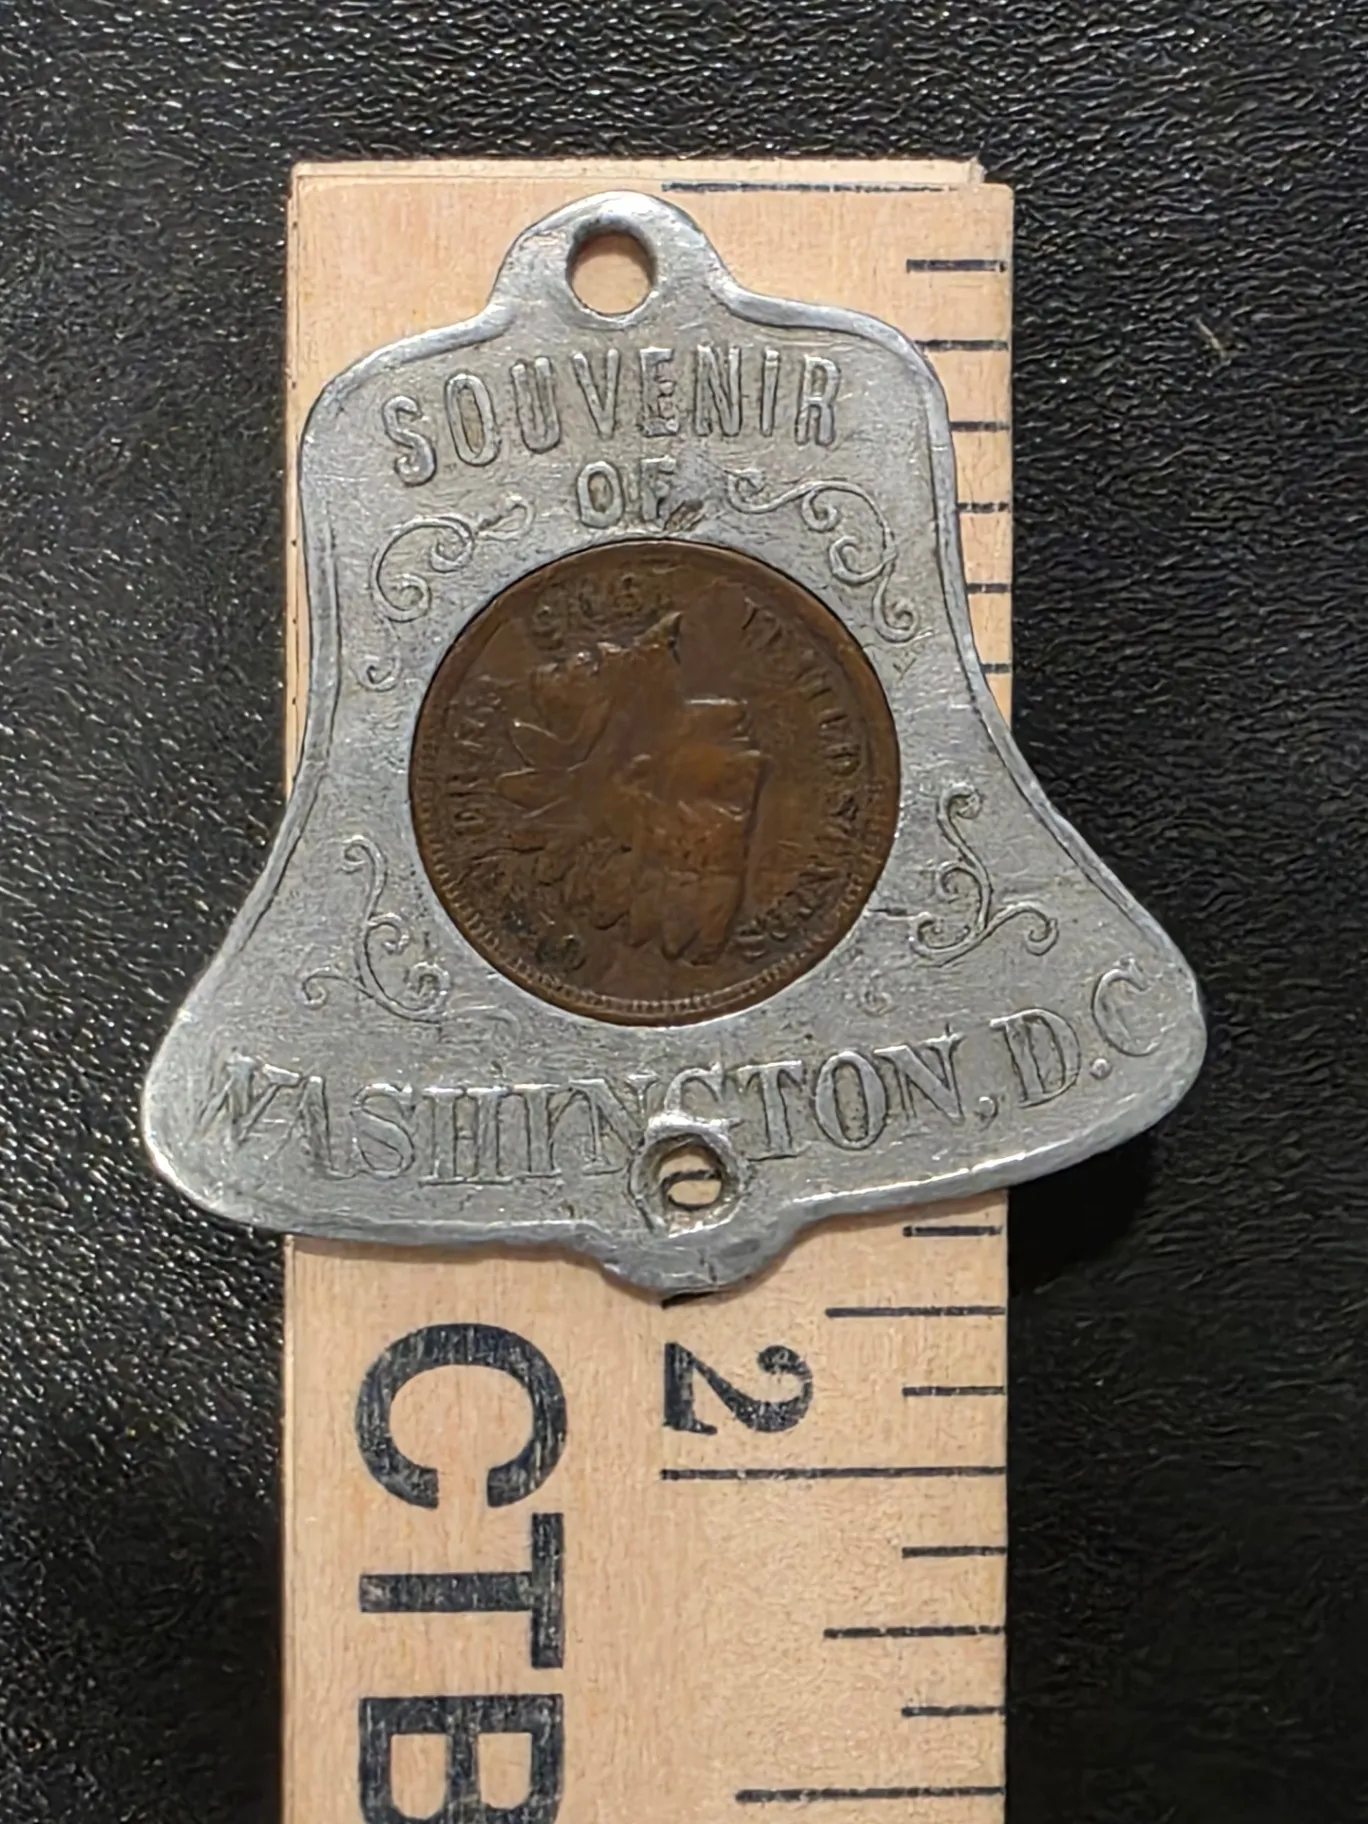 SOUVENIR
OF
UNITED STATES
WASHINGTON, D.C.
2
CTB